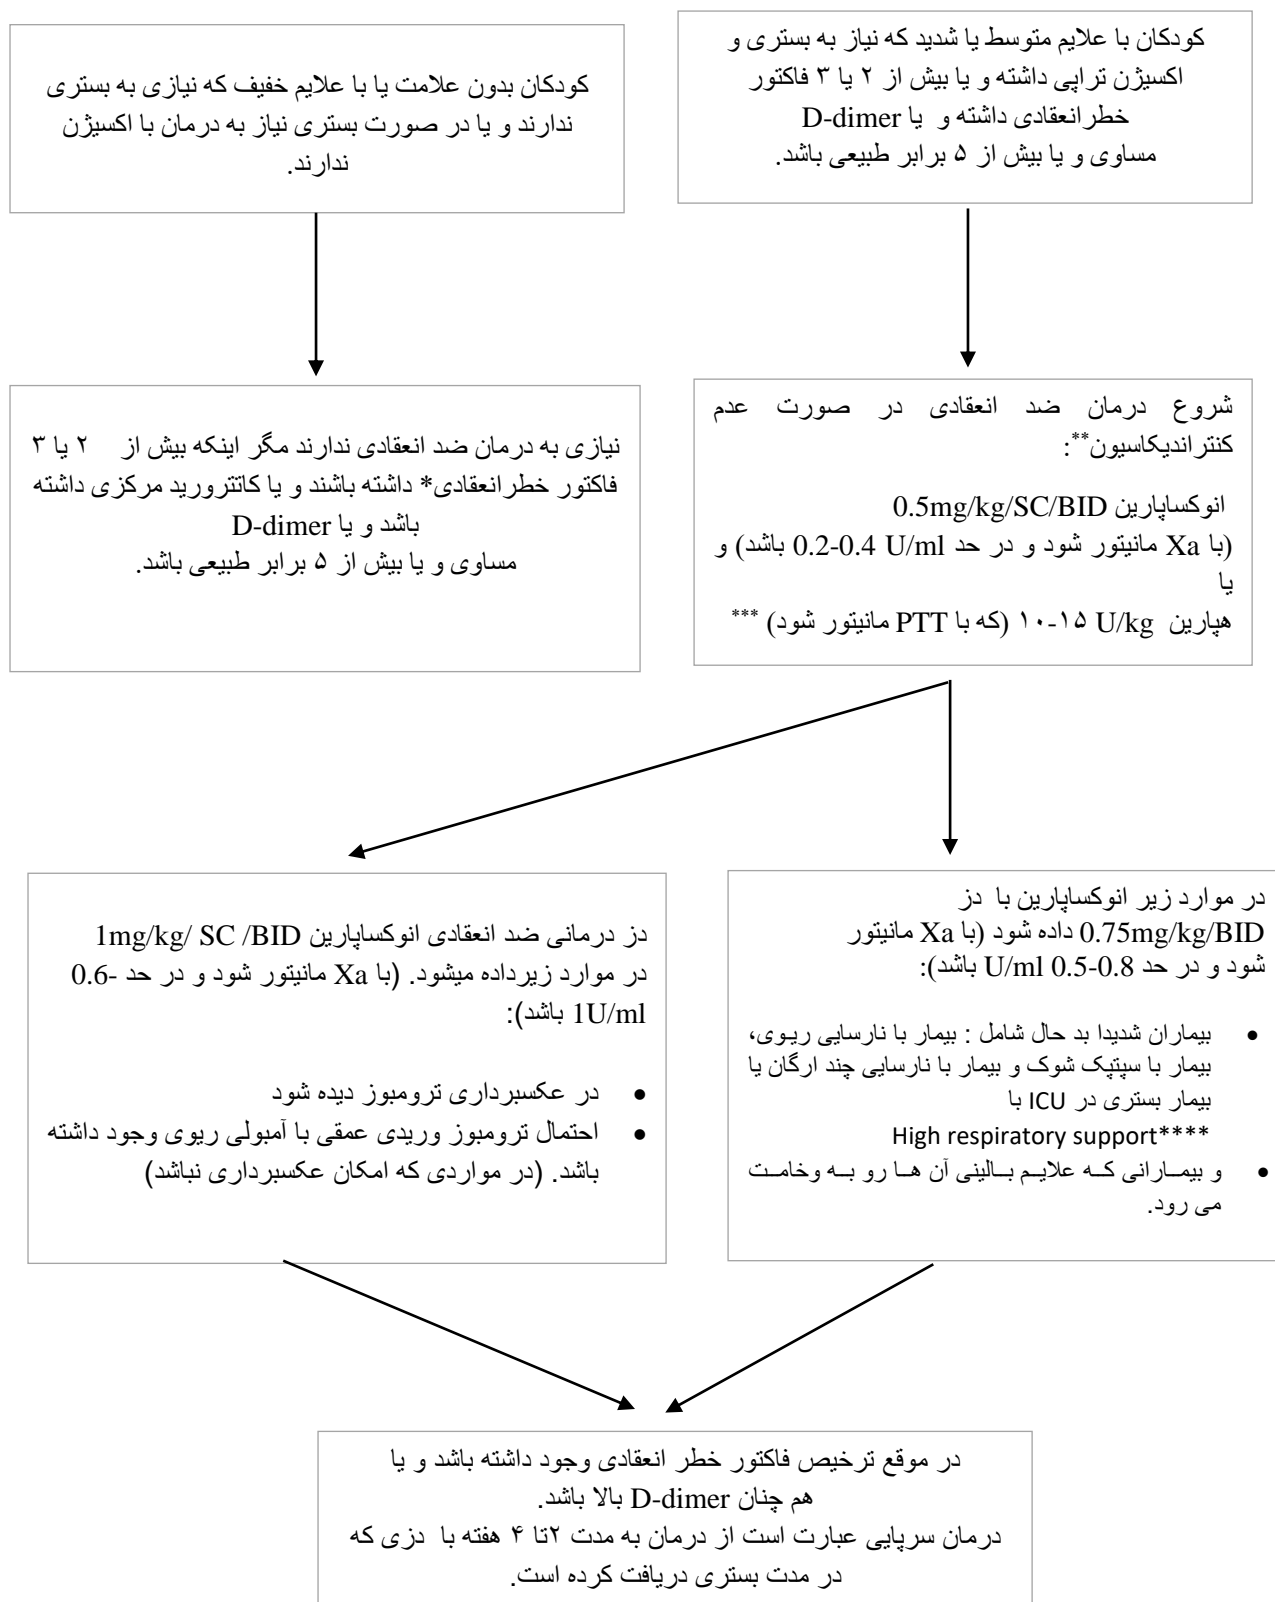 کودکان با علایم متوسط یا شدید که نیاز به بستری و
اکسیژن تراپی داشته و یا بیش از ۲ یا ۳ فاکتور
خطرانعقادی داشته و یا D-dimer
مساوی و یا بیش از ۵ برابر طبیعی باشد.
کودکان بدون علامت یا با علایم خفیف که نیازی به بستری
ندارند و یا در صورت بستری نیاز به درمان با اکسیژن
ندارند.
شروع درمان ضد انعقادی در صورت عدم
کنتراندیکاسیون**:
انوکساپارین 0.5mg/kg/SC/BID
(با Xa مانیتور شود و در حد 0.2-0.4 U/ml باشد) و
یا
هپارین ۱۰-۱۵ U/kg (که با PTT مانیتور شود) ***
نیازی به درمان ضد انعقادی ندارند مگر اینکه بیش از ۲ یا ۳
فاکتور خطرانعقادی* داشته باشند و یا کاتترورید مرکزی داشته
باشد و یا D-dimer
مساوی و یا بیش از ۵ برابر طبیعی باشد.
در موارد زیر انوکساپارین با دز
0.75mg/kg/BID داده شود (با Xa مانیتور
شود و در حد 0.5-0.8 U/ml باشد):
• بیماران شدیدا بد حال شامل : بیمار با نارسایی ریوی،
بیمار با سپتیک شوک و بیمار با نارسایی چند ارگان یا
بیمار بستری در ICU با
High respiratory support****
• و بیمارانی که علایم بالینی آن ها رو به وخامت
می رود.
دز درمانی ضد انعقادی انوکساپارین 1mg/kg/ SC /BID
در موارد زیرداده میشود. (با Xa مانیتور شود و در حد 0.6-
1U/ml باشد):
• در عکسبرداری ترومبوز دیده شود
• احتمال ترومبوز وریدی عمقی با آمبولی ریوی وجود داشته
باشد. (در مواردی که امکان عکسبرداری نباشد)
در موقع ترخیص فاکتور خطر انعقادی وجود داشته باشد و یا
هم چنان D-dimer بالا باشد.
درمان سرپایی عبارت است از درمان به مدت ۲تا ۴ هفته با دزی که
در مدت بستری دریافت کرده است.